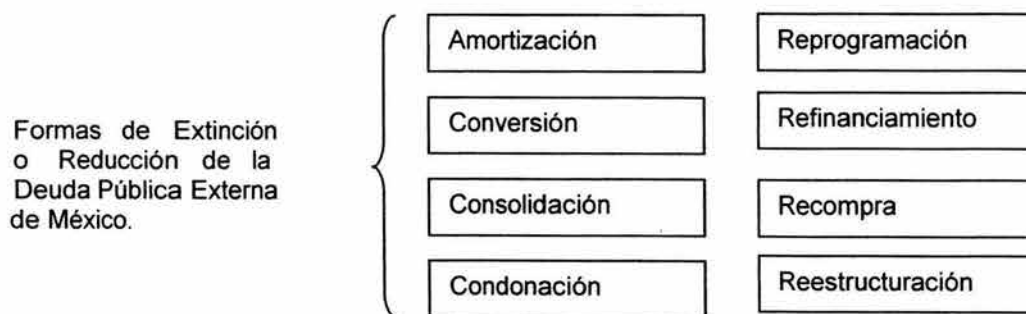 Formas de Extinción
o Reducción de la
Deuda Pública Externa
de México.
Amortización
Reprogramación
Conversión
Refinanciamiento
Consolidación
Recompra
Condonación
Reestructuración